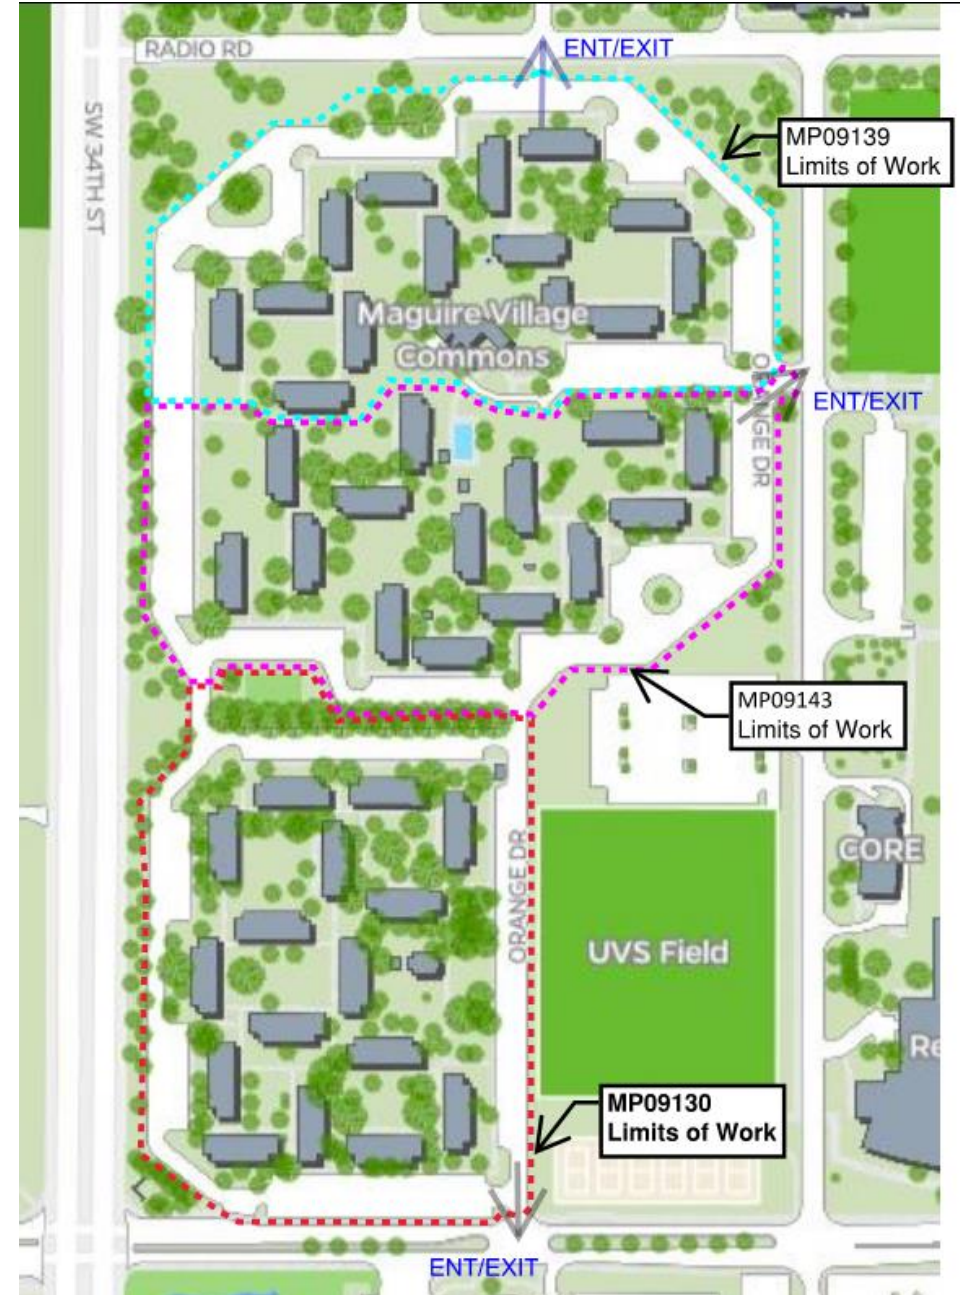 RADIO RD
ENT/EXIT
SW 34TH ST
MP09139
Limits of Work
Maguire Village
Commons
ENT/EXIT
ORANGE DR
MP09143
Limits of Work
ORANGE DR
CORE
UVS Field
Re
MP09130
Limits of Work
ENT/EXIT